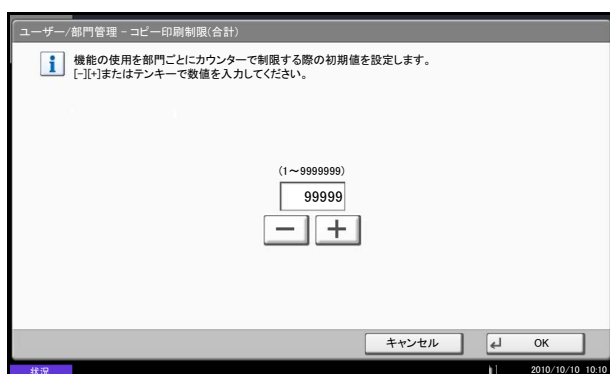 ユーザー/部門管理 - コピー印刷制限(合計)
機能の使用を部門ごとにカウンターで制限する際の初期値を設定します。
[-][+]またはテンキーで数値を入力してください。
(1～9999999)
99999
キャンセル
OK
状況
2010/10/10 10:10